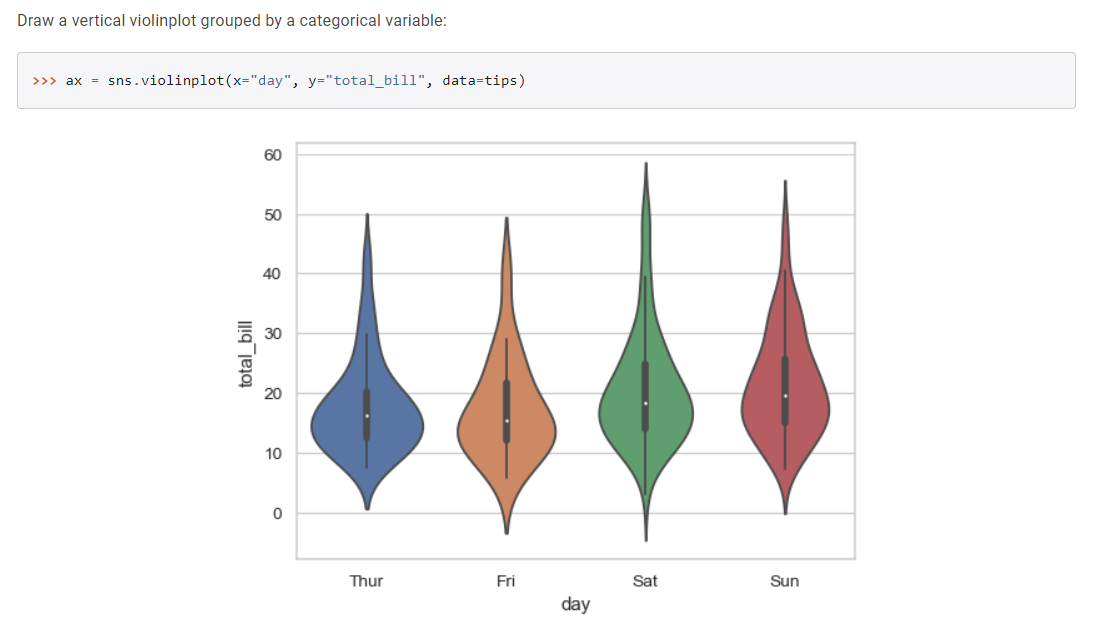 Draw a vertical violinplot grouped by a categorical variable:
>>> ax = sns.violinplot(x="day", y="total_bill", data=tips)
60
50
40
30
20
10
0
total_bill
Thur Fri Sat Sun
day